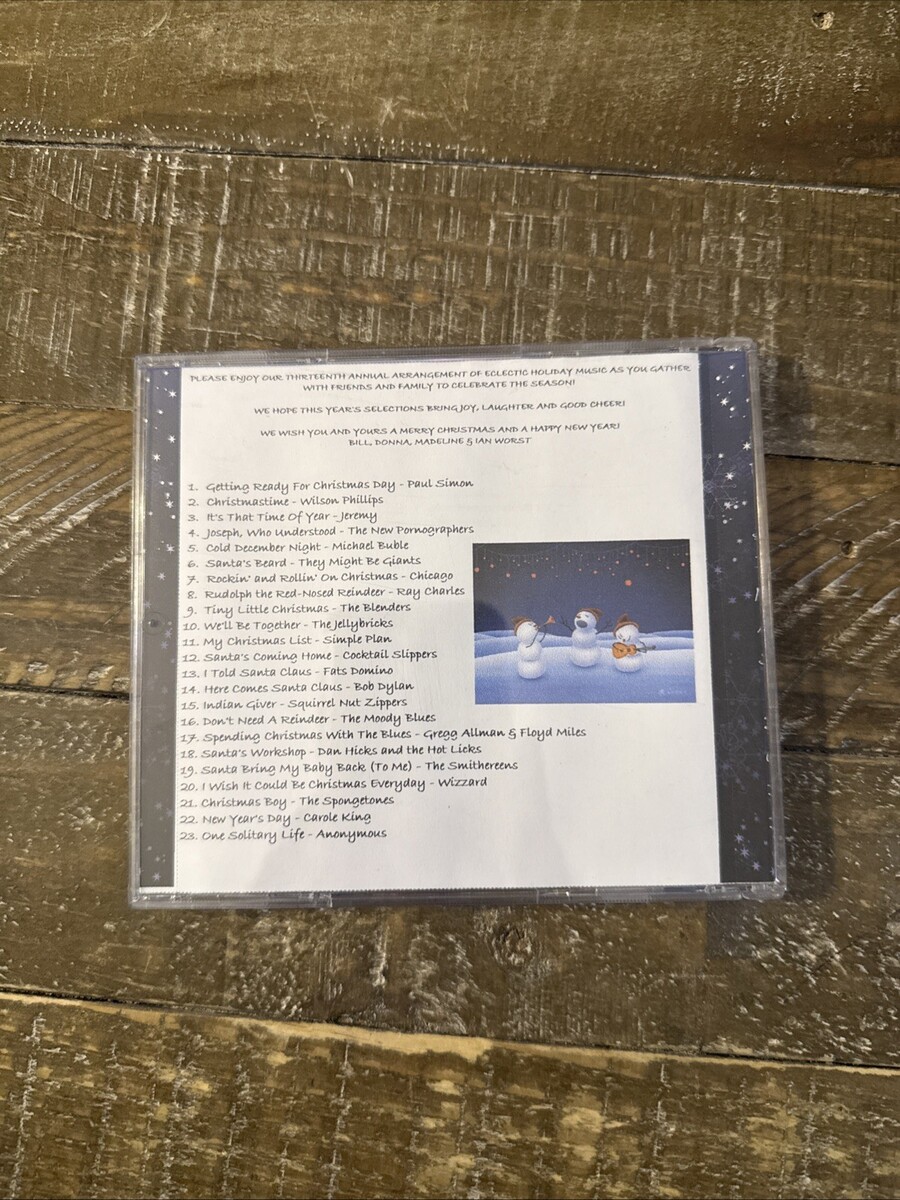 PLEASE ENJOY OUR THIRTEENTH ANNUAL ARRANGEMENT OF ECLECTIC HOLIDAY MUSIC AS YOU GATHER
WITH FRIENDS AND FAMILY TO CELEBRATE THE SEASON!
WE HOPE THIS YEAR'S SELECTIONS BRING JOY, LAUGHTER AND GOOD CHEER!
WE WISH YOU AND YOURS A MERRY CHRISTMAS AND A HAPPY NEW YEAR!
BILL, DONNA, MADELINE & IAN WORST
1. Getting Ready For Christmas Day - Paul Simon
2. Christmastime - Wilson Phillips
3. It's That Time Of Year - Jeremy
4. Joseph, Who Understood - The New Pornographers
5. Cold December Night - Michael Buble
6. Santa's Beard - They Might Be Giants
7. Rockin' and Rollin' On Christmas - Chicago
8. Rudolph the Red-Nosed Reindeer - Ray Charles
9. Tiny Little Christmas - The Blenders
10. We'll Be Together - The Jellybricks
11. My Christmas List - Simple Plan
12. Santa's Coming Home - Cocktail Slippers
13. I Told Santa Claus - Fats Domino
14. Here Comes Santa Claus - Bob Dylan
15. Indian Giver - Squirrel Nut Zippers
16. Don't Need A Reindeer - The Moody Blues
17. Spending Christmas With The Blues - Gregg Allman & Floyd Miles
18. Santa's Workshop - Dan Hicks and the Hot Licks
19. Santa Bring My Baby Back (To Me) - The Smithereens
20. I Wish It Could Be Christmas Everyday - Wizzard
21. Christmas Boy - The Spongetones
22. New Year's Day - Carole King
23. One Solitary Life - Anonymous